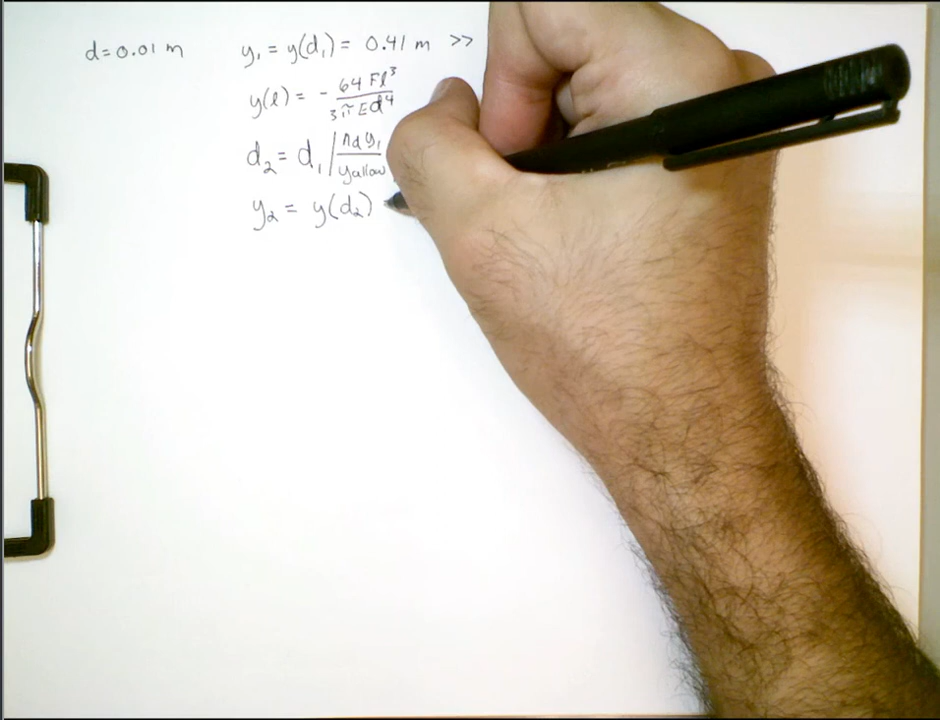 d = 0.01 m y₁ = y(d₁) = 0.41 m >>
y(l) = - 64 Fl³ / 3πEd⁴
d₂ = d₁ | n_d y₁ / y_allow
y₂ = y(d₂)